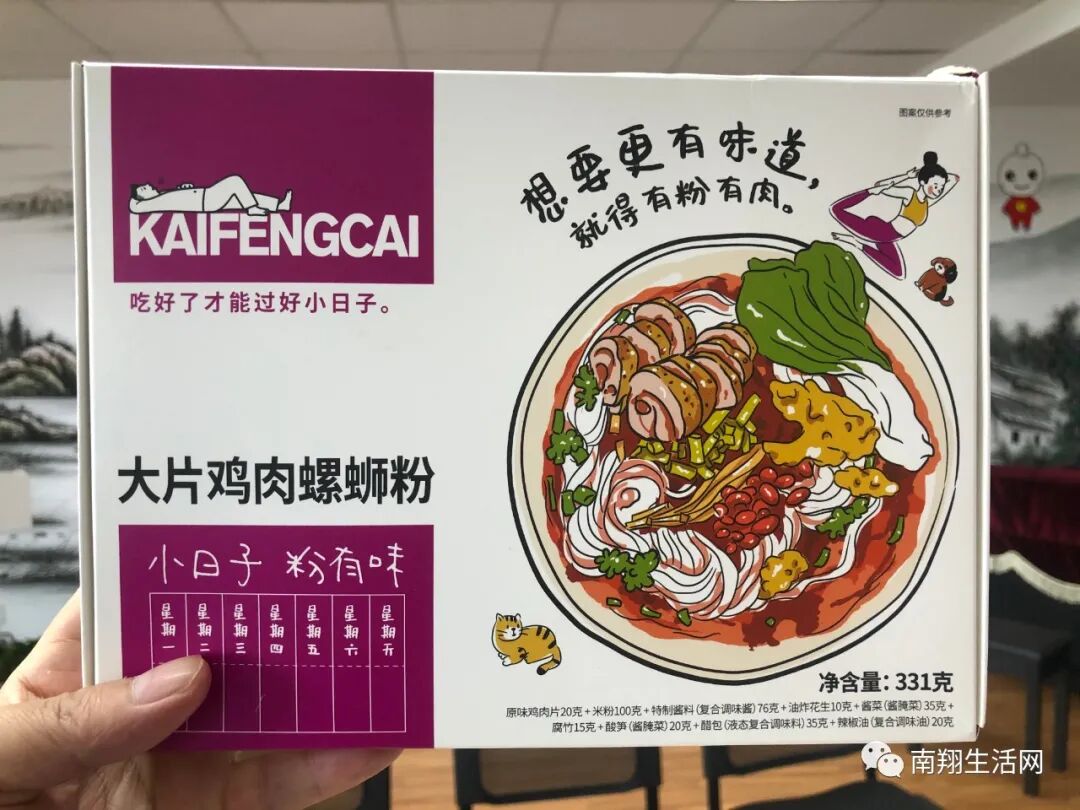 图案仅供参考
想要更有味道，
就得有粉有肉。
KAIFENGCAI
吃好了才能过好小日子。
大片鸡肉螺蛳粉
小日子 粉有味
星期一 星期二 星期三 星期四 星期五 星期六 星期五
净含量：331克
原味鸡肉片20克+米粉100克+特制酱料(复合调味酱)76克+油炸花生10克+酱菜(酱腌菜)35克+
腐竹15克+酸笋(酱腌菜)20克+醋包(液态复合调味料)35克+辣椒油(复合调味油)20克
南翔生活网